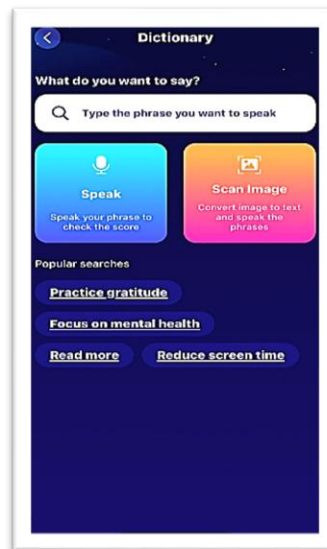 Dictionary
What do you want to say?
Type the phrase you want to speak
Speak
Speak your phrase to
check the score
Scan Image
Convert image to text
and speak the
phrases
Popular searches
Practice gratitude
Focus on mental health
Read more
Reduce screen time